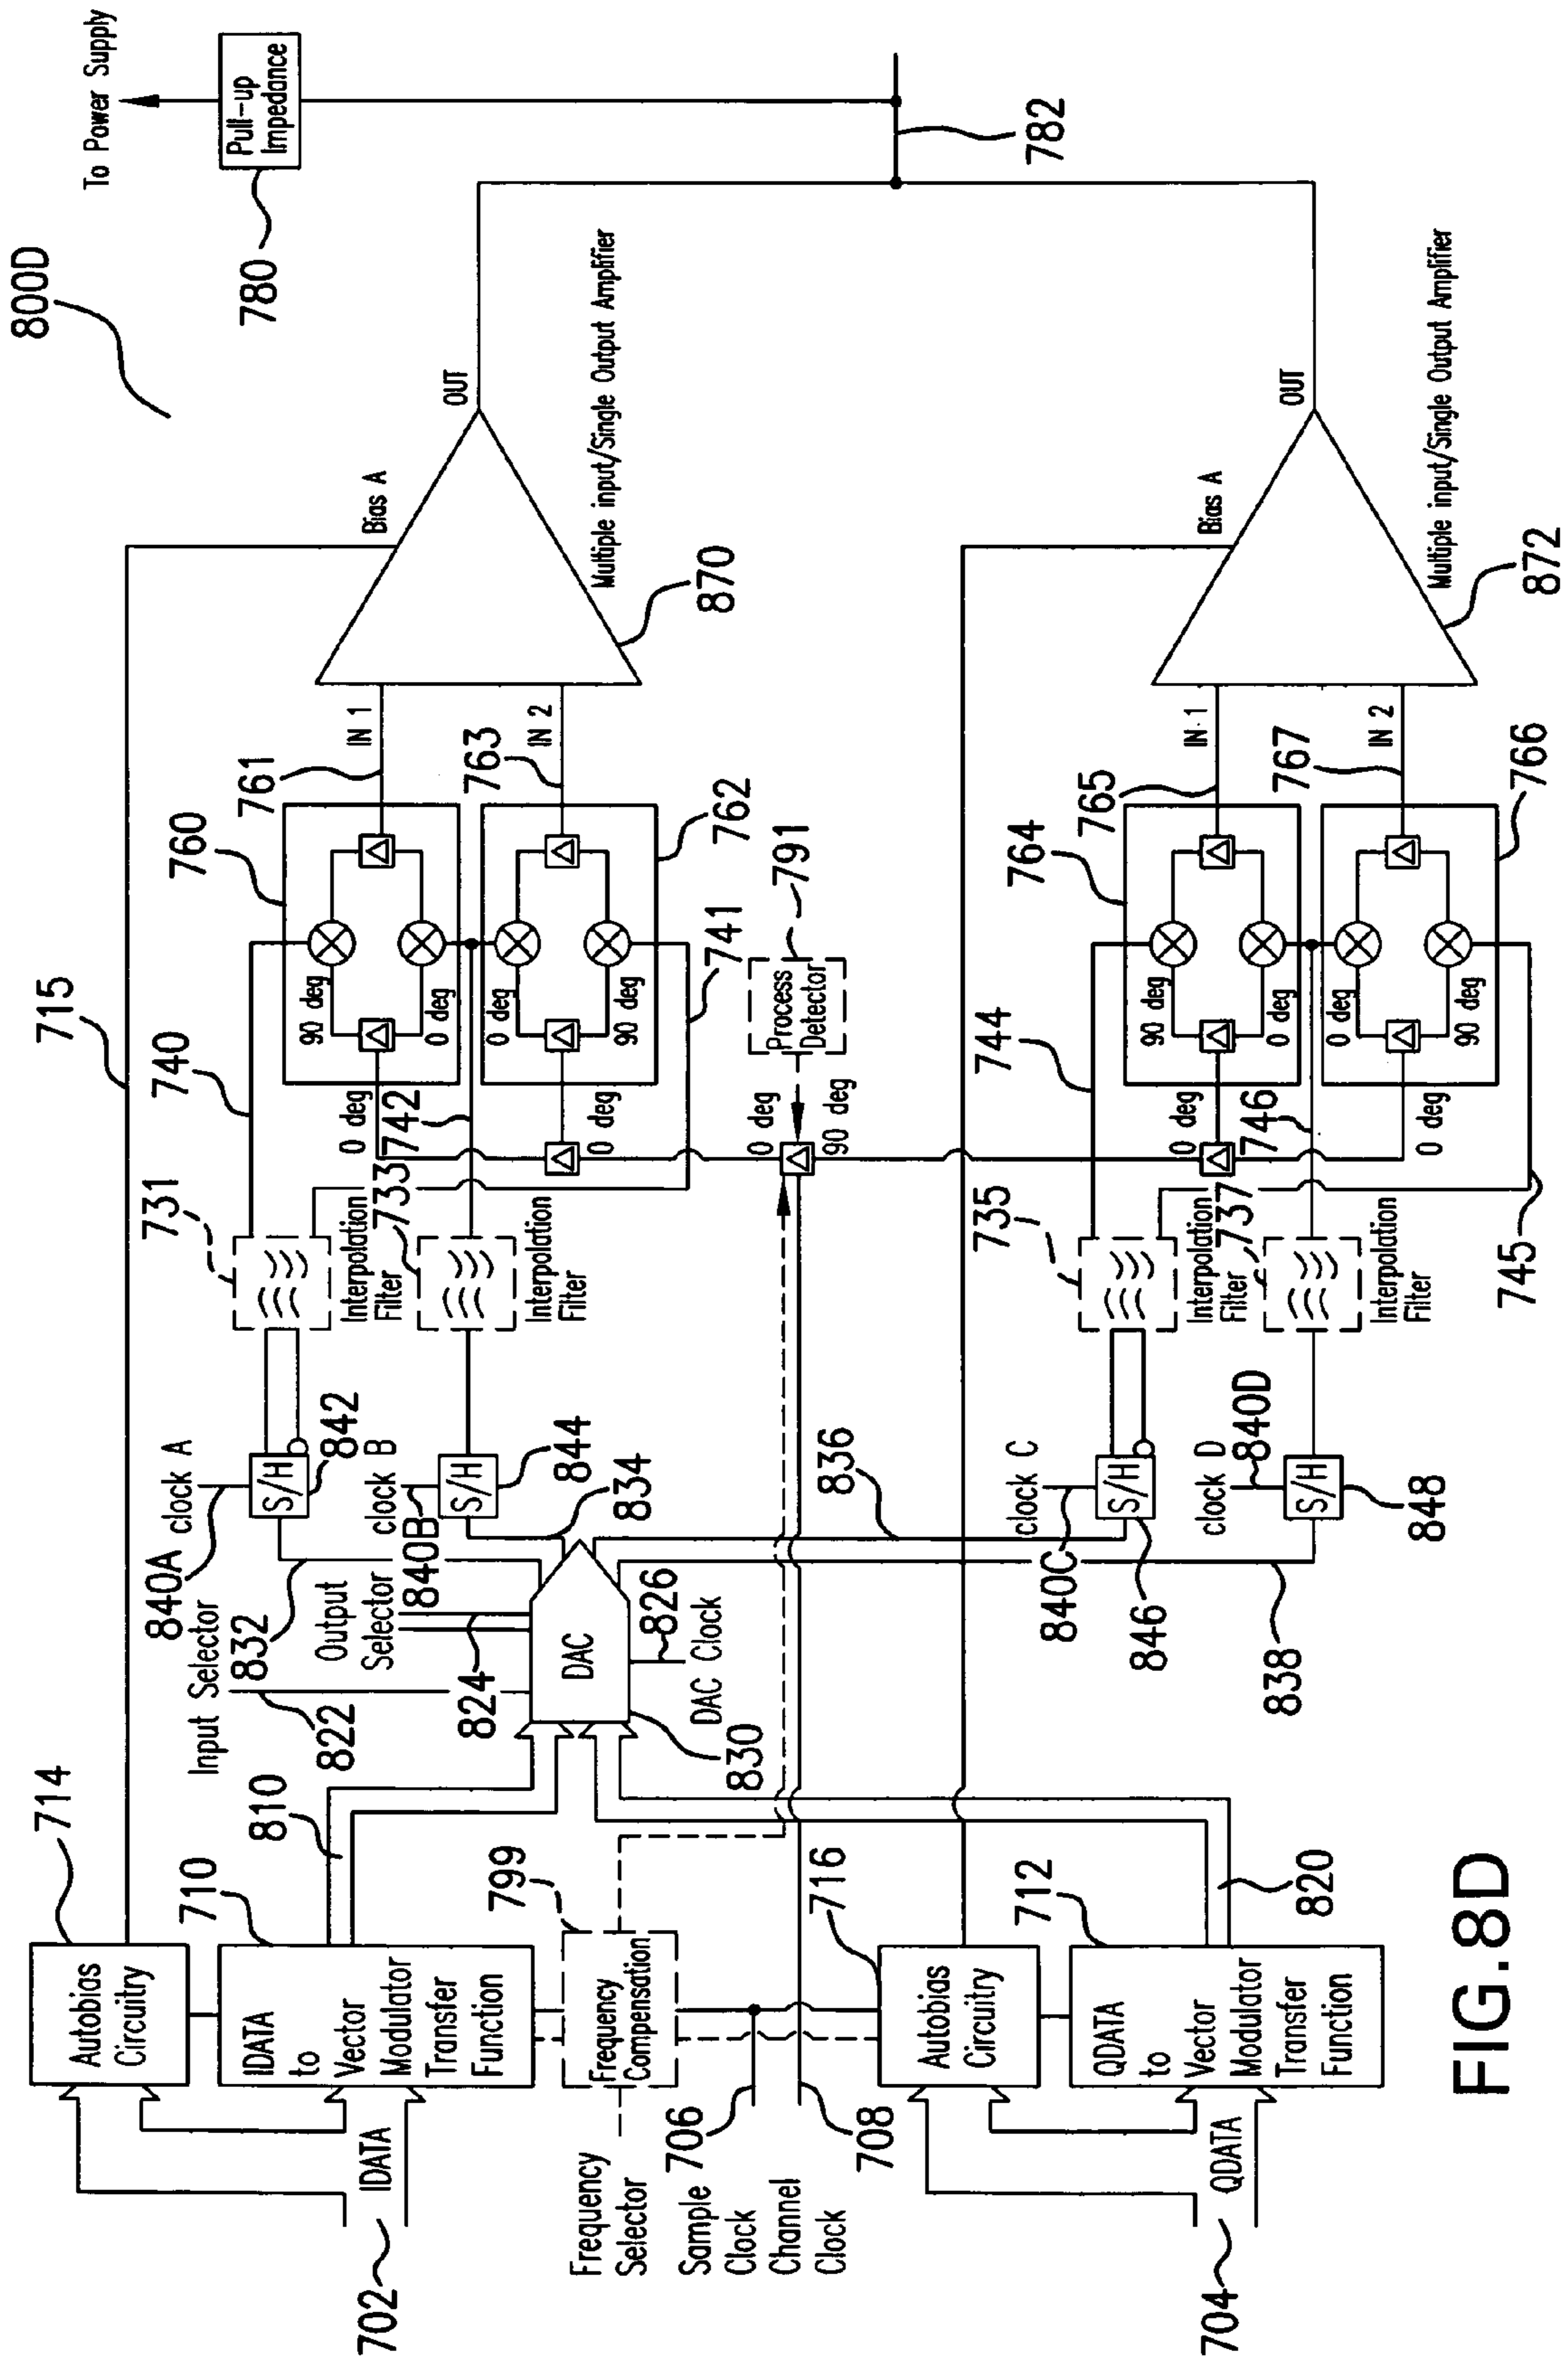 800D
To Power Supply
Pull-up
Impedance
780
782
714
Autobias
Circuitry
715
710
IDATA
to
Vector
Modulator
Transfer
Function
IDATA
702
810
Input Selector
822
Output
Selector
824
832
DAC
830
826
DAC Clock
834
836
838
840A
clock A
S/H
842
840B
clock B
S/H
844
731
Interpolation
Filter
733
Interpolation
Filter
740
742
741
0 deg
0 deg
760
90 deg
0 deg
761
IN 1
762
0 deg
90 deg
763
IN 2
Bias A
OUT
870
Multiple input/Single Output Amplifier
799
Frequency
Compensation
Frequency
Selector
706
Sample
Clock
708
Channel
Clock
791
Process
Detector
0 deg
90 deg
716
Autobias
Circuitry
712
QDATA
to
Vector
Modulator
Transfer
Function
QDATA
704
820
840C
clock C
S/H
846
840D
clock D
S/H
848
735
Interpolation
Filter
737
Interpolation
Filter
744
746
745
0 deg
0 deg
764
90 deg
0 deg
765
IN 1
766
0 deg
90 deg
767
IN 2
Bias A
OUT
872
Multiple input/Single Output Amplifier
FIG.8D